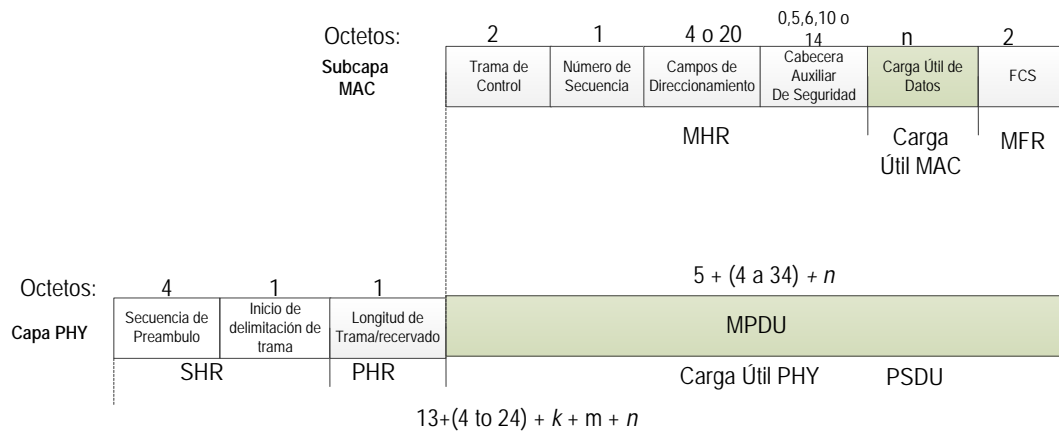 Octetos:
2
1
4 o 20
0,5,6,10 o
14
n
2
Subcapa
MAC
Trama de
Control
Número de
Secuencia
Campos de
Direccionamiento
Cabecera
Auxiliar
De Seguridad
Carga Útil de
Datos
FCS
MHR
Carga
Útil MAC
MFR
Octetos:
4
1
1
5 + (4 a 34) + n
Capa PHY
Secuencia de
Preambulo
Inicio de
delimitación de
trama
Longitud de
Trama/recervado
MPDU
SHR
PHR
Carga Útil PHY
PSDU
13+(4 to 24) + k + m + n